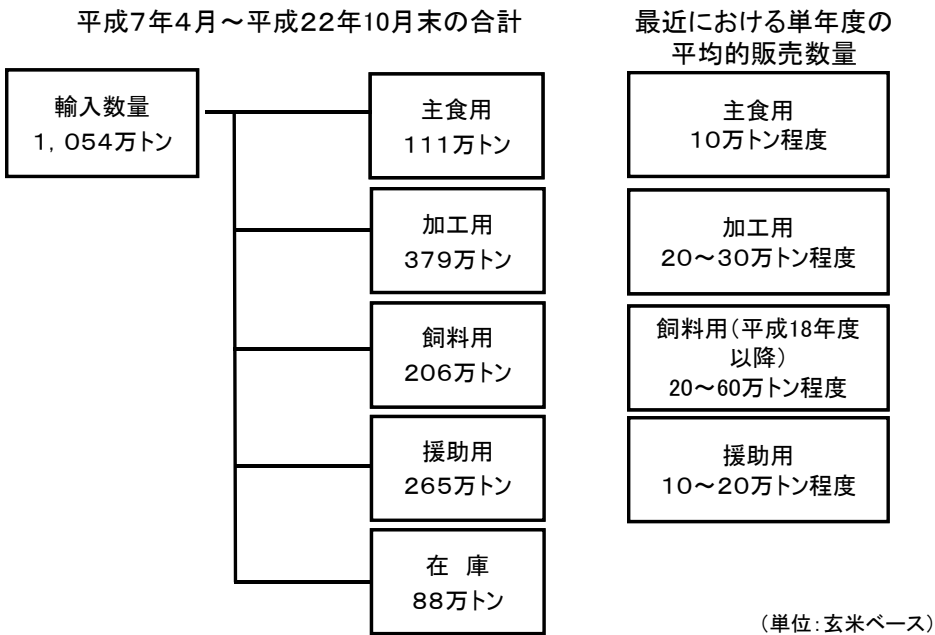 平成7年4月~平成22年10月末の合計
輸入数量
1,054万トン
主食用
111万トン
加工用
379万トン
飼料用
206万トン
援助用
265万トン
在 庫
88万トン
最近における単年度の
平均的販売数量
主食用
10万トン程度
加工用
20~30万トン程度
飼料用(平成18年度
以降)
20~60万トン程度
援助用
10~20万トン程度
(単位:玄米ベース)